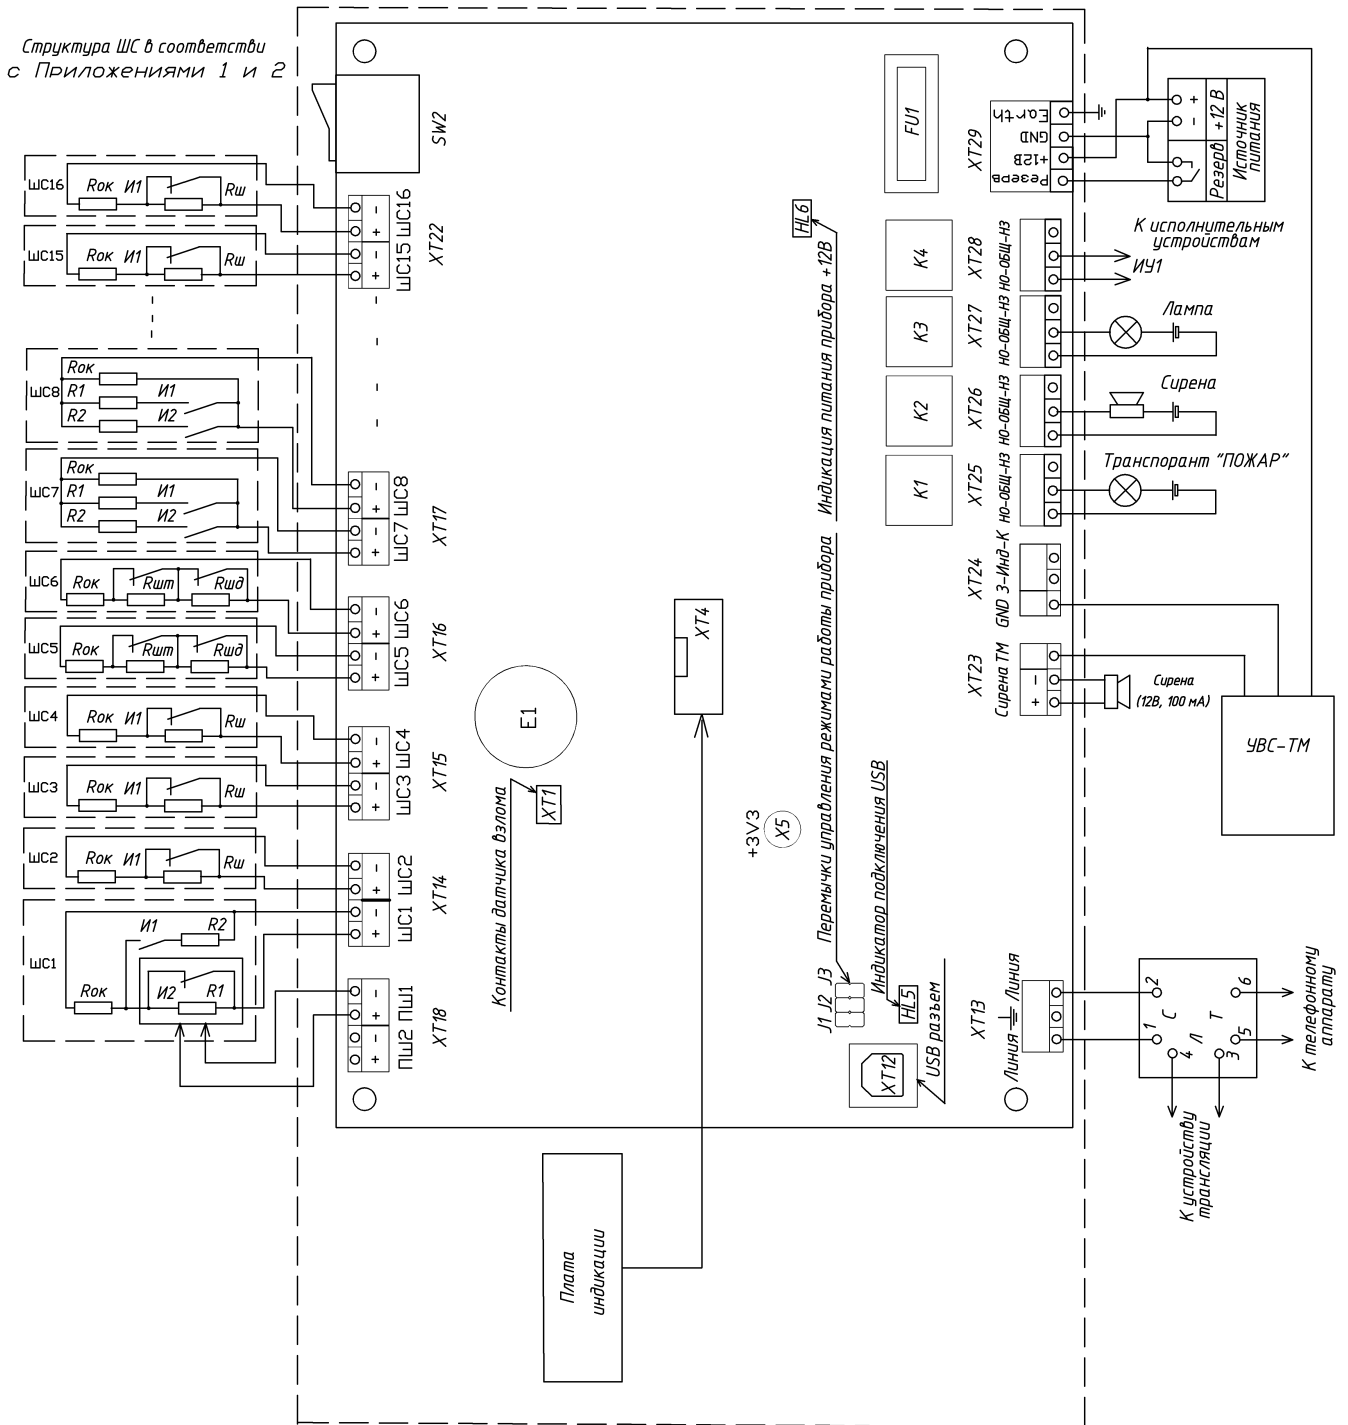 Структура ШС в соответстви
с Приложениями 1 и 2
ШС16
Rок
И1
Rш
ШС15
Rок
И1
Rш
ШС8
Rок
R1
И1
R2
И2
ШС7
Rок
R1
И1
R2
И2
ШС6
Rок
Rшт
Rшд
ШС5
Rок
Rшт
Rшд
ШС4
Rок
И1
Rш
ШС3
Rок
И1
Rш
ШС2
Rок
И1
Rш
ШС1
И1
R2
Rок
И2
R1
SW2
ШС15 ШС16
- + - +
XT22
ШС7 ШС8
- + - +
XT17
ШС5 ШС6
- + - +
XT16
ШС3 ШС4
- + - +
XT15
ШС1 ШС2
- + - +
XT14
ПШ2 ПШ1
- + - +
XT18
E1
XT1
Контакты датчика взлома
XT4
+3V3
X5
Плата
индикации
HL6
Индикация питания прибора +12В
Перемычки управления режимами работы прибора
J1 J2 J3
Индикатор подключения USB
HL5
USB разъем
XT12
FU1
K4
K3
K2
K1
XT29
Earth
GND
+12В
Резерв
XT28
НО-ОБЩ-НЗ
XT27
НО-ОБЩ-НЗ
XT26
НО-ОБЩ-НЗ
XT25
НО-ОБЩ-НЗ
XT24
GND З-Инд-К
XT23
Сирена ТМ
- +
XT13
Линия
Линия
+ -
Резерв
+12 В
Источник
питания
К исполнительным
устройствам
ИУ1
Лампа
Сирена
Транспорант "ПОЖАР"
Сирена
(12В, 100 мА)
УВС-ТМ
2
6
1
5
4
3
С
Л
Т
К телефонному
аппарату
К устройству
трансляции